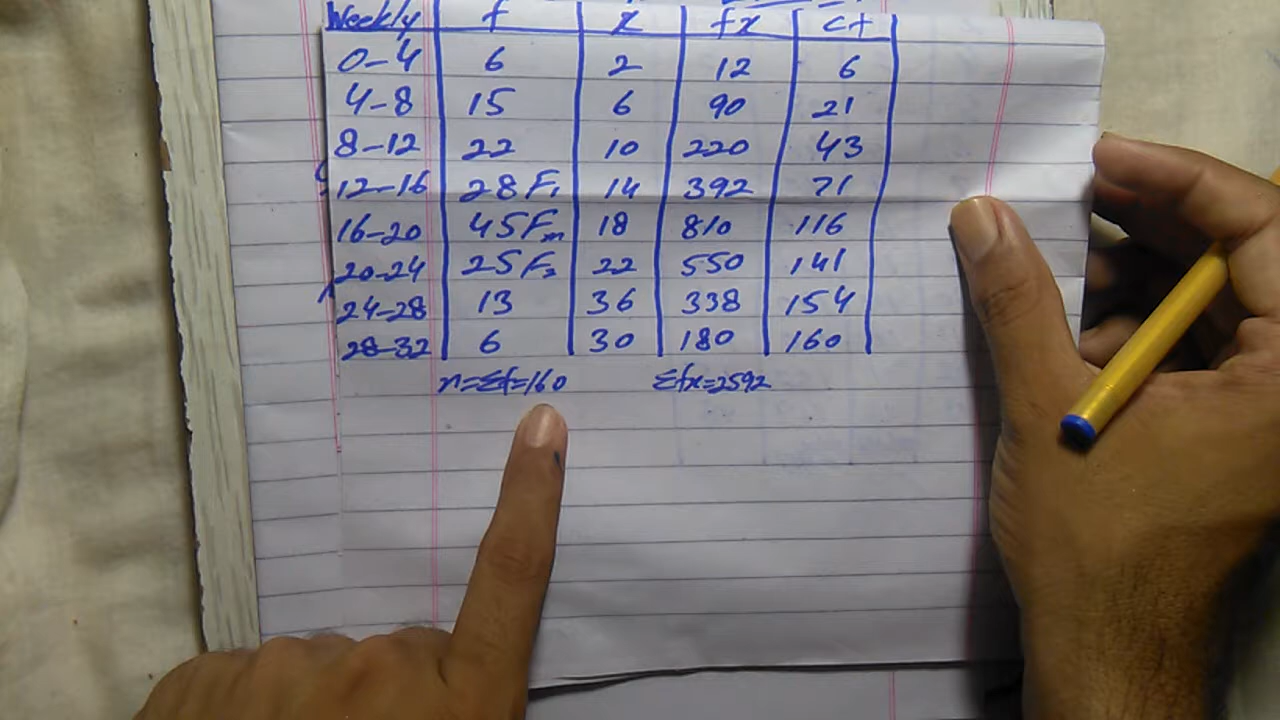 Weekly f x fx cf
0-4 6 2 12 6
4-8 15 6 90 21
8-12 22 10 220 43
12-16 28 F₁ 14 392 71
16-20 45 Fm 18 810 116
20-24 25 F₂ 22 550 141
24-28 13 36 338 154
28-32 6 30 180 160
n=Σf=160 Σfx=2592